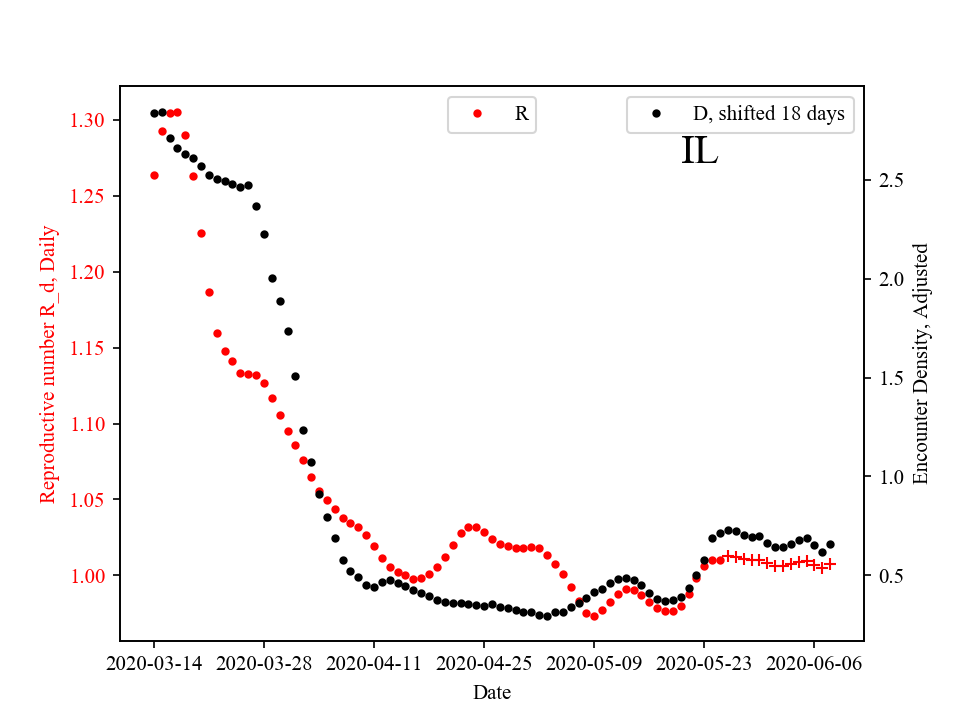 R
D, shifted 18 days
IL
Reproductive number R_d, Daily
1.30
1.25
1.20
1.15
1.10
1.05
1.00
2.5
2.0
1.5
1.0
0.5
Encounter Density, Adjusted
2020-03-14 2020-03-28 2020-04-11 2020-04-25 2020-05-09 2020-05-23 2020-06-06
Date